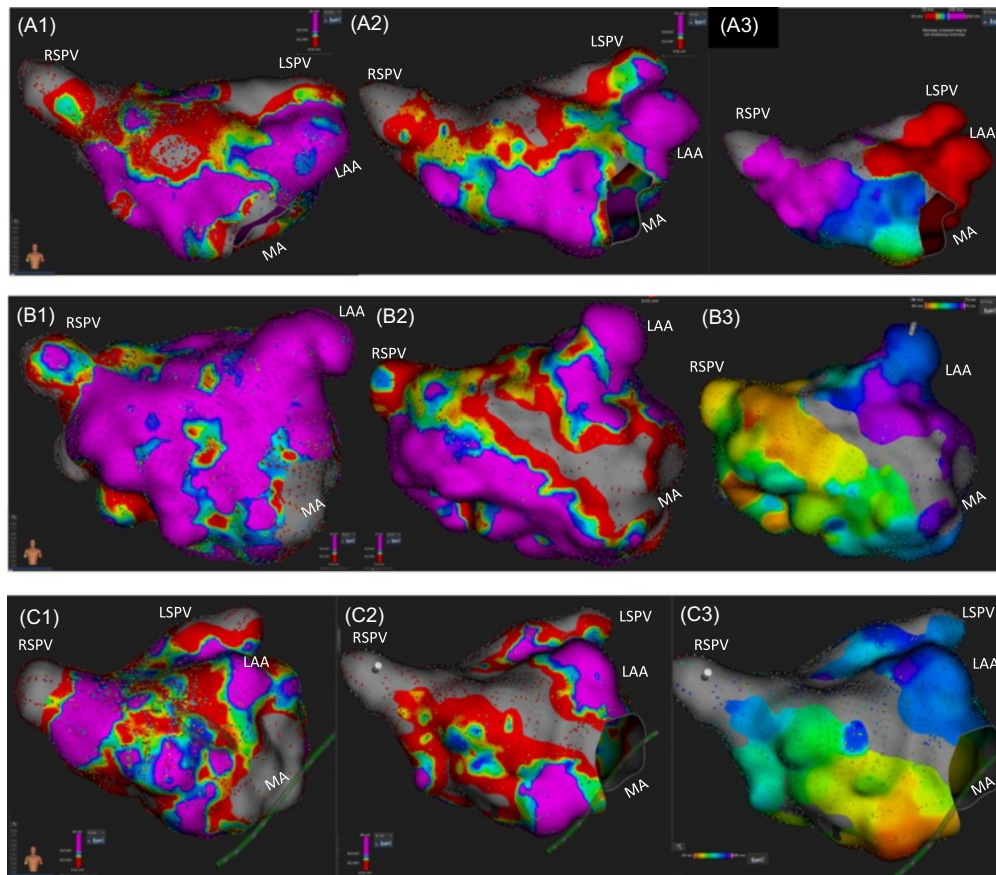 (A1)
RSPV
LSPV
LAA
MA
(A2)
RSPV
LSPV
LAA
MA
(A3)
RSPV
LSPV
LAA
MA
(B1)
RSPV
LAA
MA
(B2)
RSPV
LAA
MA
(B3)
RSPV
LAA
MA
(C1)
RSPV
LSPV
LAA
MA
(C2)
RSPV
LSPV
LAA
MA
(C3)
RSPV
LSPV
LAA
MA